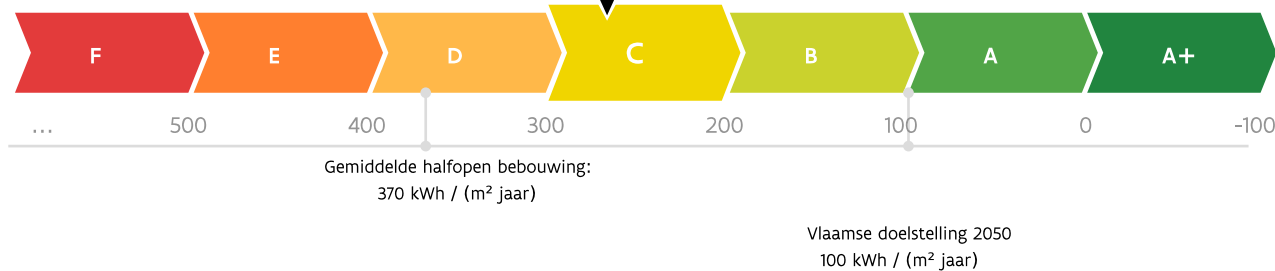 F E D C B A A+
... 500 400 300 200 100 0 -100
Gemiddelde halfopen bebouwing:
370 kWh / (m² jaar)
Vlaamse doelstelling 2050
100 kWh / (m² jaar)